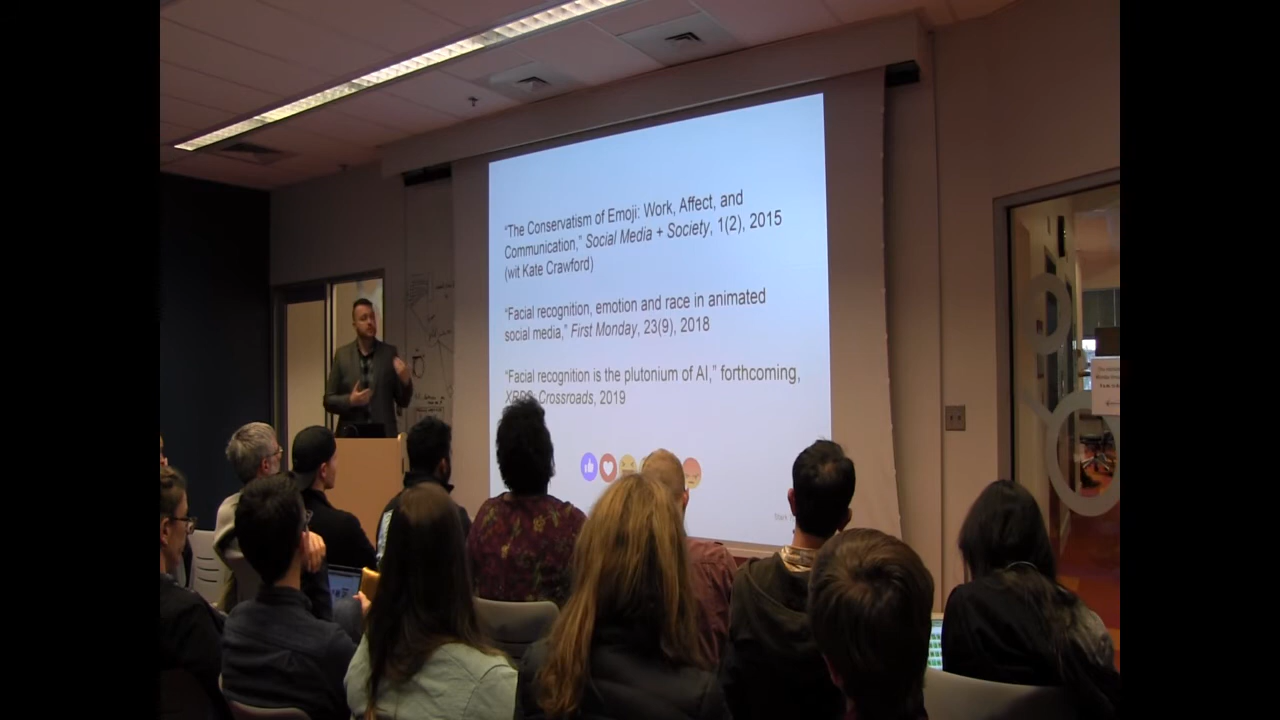 “The Conservatism of Emoji: Work, Affect, and
Communication,” Social Media + Society, 1(2), 2015
(wit Kate Crawford)
“Facial recognition, emotion and race in animated
social media,” First Monday, 23(9), 2018
“Facial recognition is the plutonium of AI,” forthcoming,
Crossroads, 2019